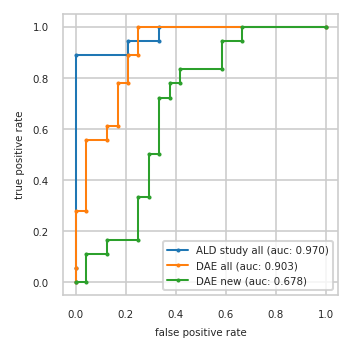 1.0
0.8
0.6
0.4
0.2
0.0
true positive rate
ALD study all (auc: 0.970)
DAE all (auc: 0.903)
DAE new (auc: 0.678)
0.0 0.2 0.4 0.6 0.8 1.0
false positive rate